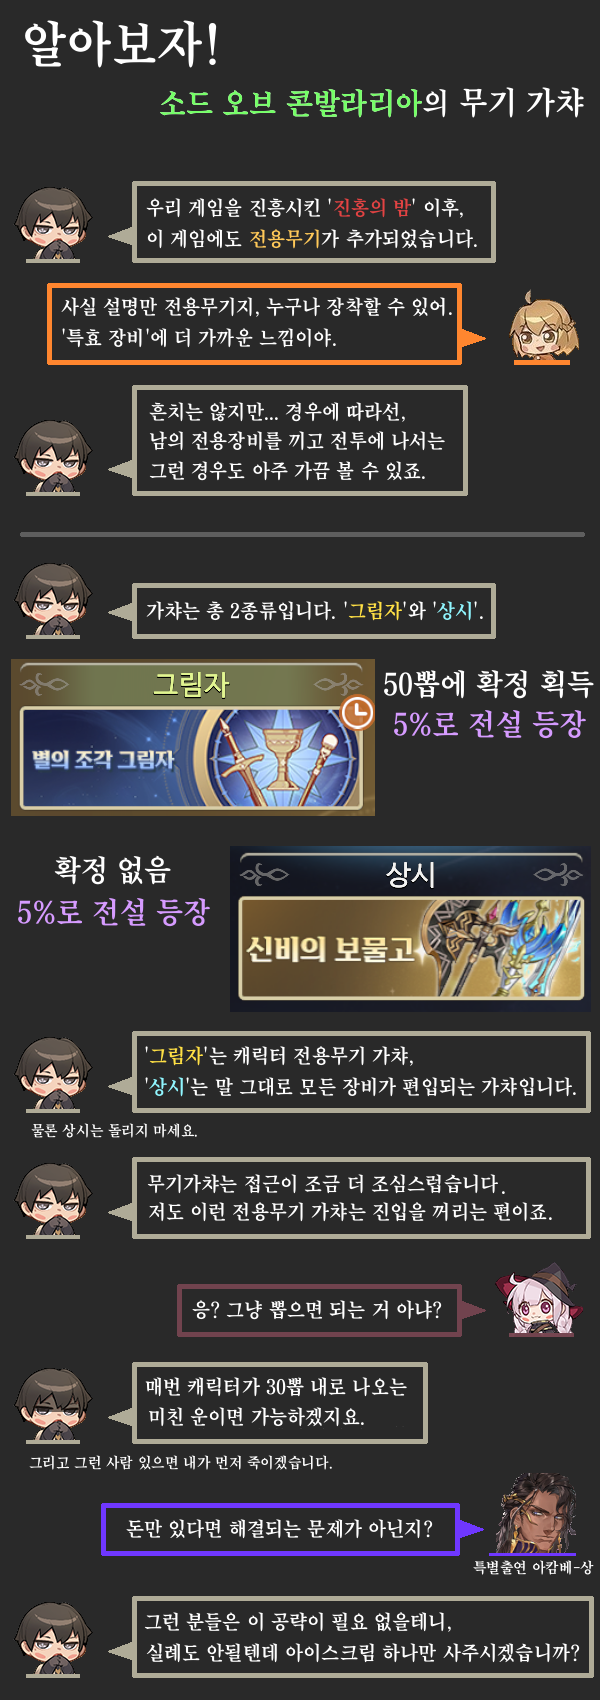 알아보자!
소드 오브 콘발라리아의 무기 가챠
우리 게임을 진흥시킨 '진홍의 밤' 이후,
이 게임에도 전용무기가 추가되었습니다.
사실 설명만 전용무기지, 누구나 장착할 수 있어.
'특효 장비'에 더 가까운 느낌이야.
흔치는 않지만... 경우에 따라선,
남의 전용장비를 끼고 전투에 나서는
그런 경우도 아주 가끔 볼 수 있죠.
가챠는 총 2종류입니다. '그림자'와 '상시'.
그림자
별의 조각 그림자
50뽑에 확정 획득
5%로 전설 등장
확정 없음
5%로 전설 등장
상시
신비의 보물고
'그림자'는 캐릭터 전용무기 가챠,
'상시'는 말 그대로 모든 장비가 편입되는 가챠입니다.
물론 상시는 돌리지 마세요.
무기가챠는 접근이 조금 더 조심스럽습니다.
저도 이런 전용무기 가챠는 진입을 꺼리는 편이죠.
응? 그냥 뽑으면 되는 거 아냐?
매번 캐릭터가 30뽑 내로 나오는
미친 운이면 가능하겠지요.
그리고 그런 사람 있으면 내가 먼저 죽이겠습니다.
돈만 있다면 해결되는 문제가 아닌지?
특별출연 아캄베-상
그런 분들은 이 공략이 필요 없을테니,
실례도 안될텐데 아이스크림 하나만 사주시겠습니까?